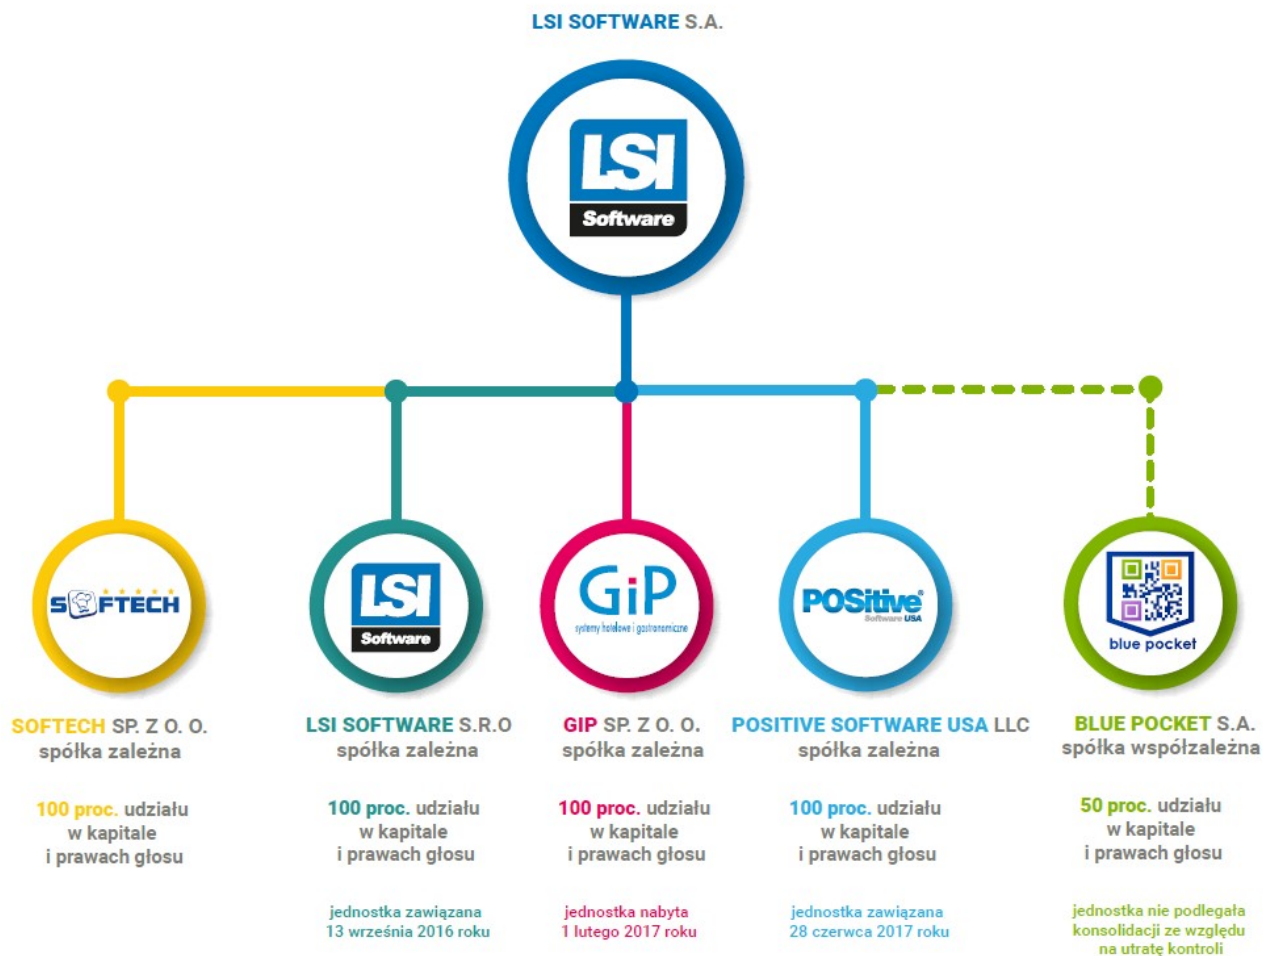 LSI SOFTWARE S.A.
LSI
Software
SOFTECH
LSI
Software
GiP
systemy hotelowe i gastronomiczne
POSitive®
Software USA
blue pocket
SOFTECH SP. Z O. O.
spółka zależna
100 proc. udziału
w kapitale
i prawach głosu
LSI SOFTWARE S.R.O
spółka zależna
100 proc. udziału
w kapitale
i prawach głosu
jednostka zawiązana
13 września 2016 roku
GIP SP. Z O. O.
spółka zależna
100 proc. udziału
w kapitale
i prawach głosu
jednostka nabyta
1 lutego 2017 roku
POSITIVE SOFTWARE USA LLC
spółka zależna
100 proc. udziału
w kapitale
i prawach głosu
jednostka zawiązana
28 czerwca 2017 roku
BLUE POCKET S.A.
spółka współzależna
50 proc. udziału
w kapitale
i prawach głosu
jednostka nie podlegała
konsolidacji ze względu
na utratę kontroli